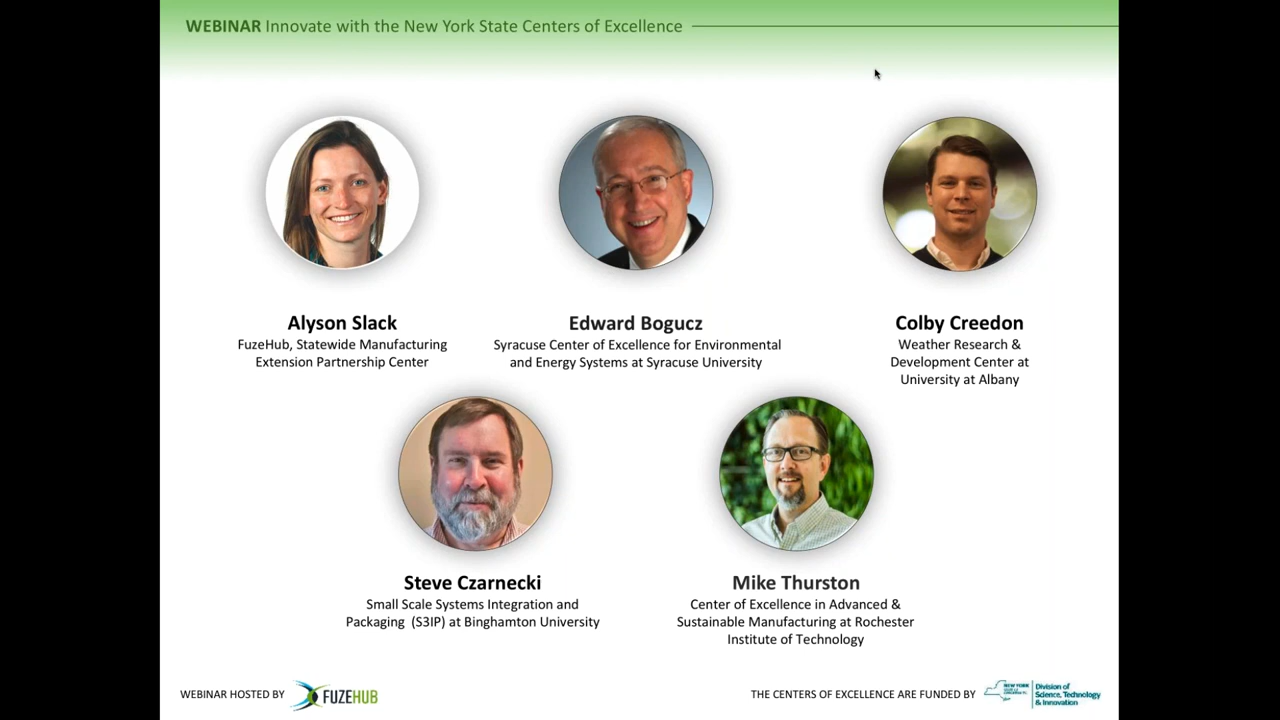 WEBINAR Innovate with the New York State Centers of Excellence
Alyson Slack
FuzeHub, Statewide Manufacturing
Extension Partnership Center
Edward Bogucz
Syracuse Center of Excellence for Environmental
and Energy Systems at Syracuse University
Colby Creedon
Weather Research &
Development Center at
University at Albany
Steve Czarnecki
Small Scale Systems Integration and
Packaging (S3IP) at Binghamton University
Mike Thurston
Center of Excellence in Advanced &
Sustainable Manufacturing at Rochester
Institute of Technology
WEBINAR HOSTED BY
FUZEHUB
THE CENTERS OF EXCELLENCE ARE FUNDED BY
NEW YORK
Division of
Science, Technology
& Innovation